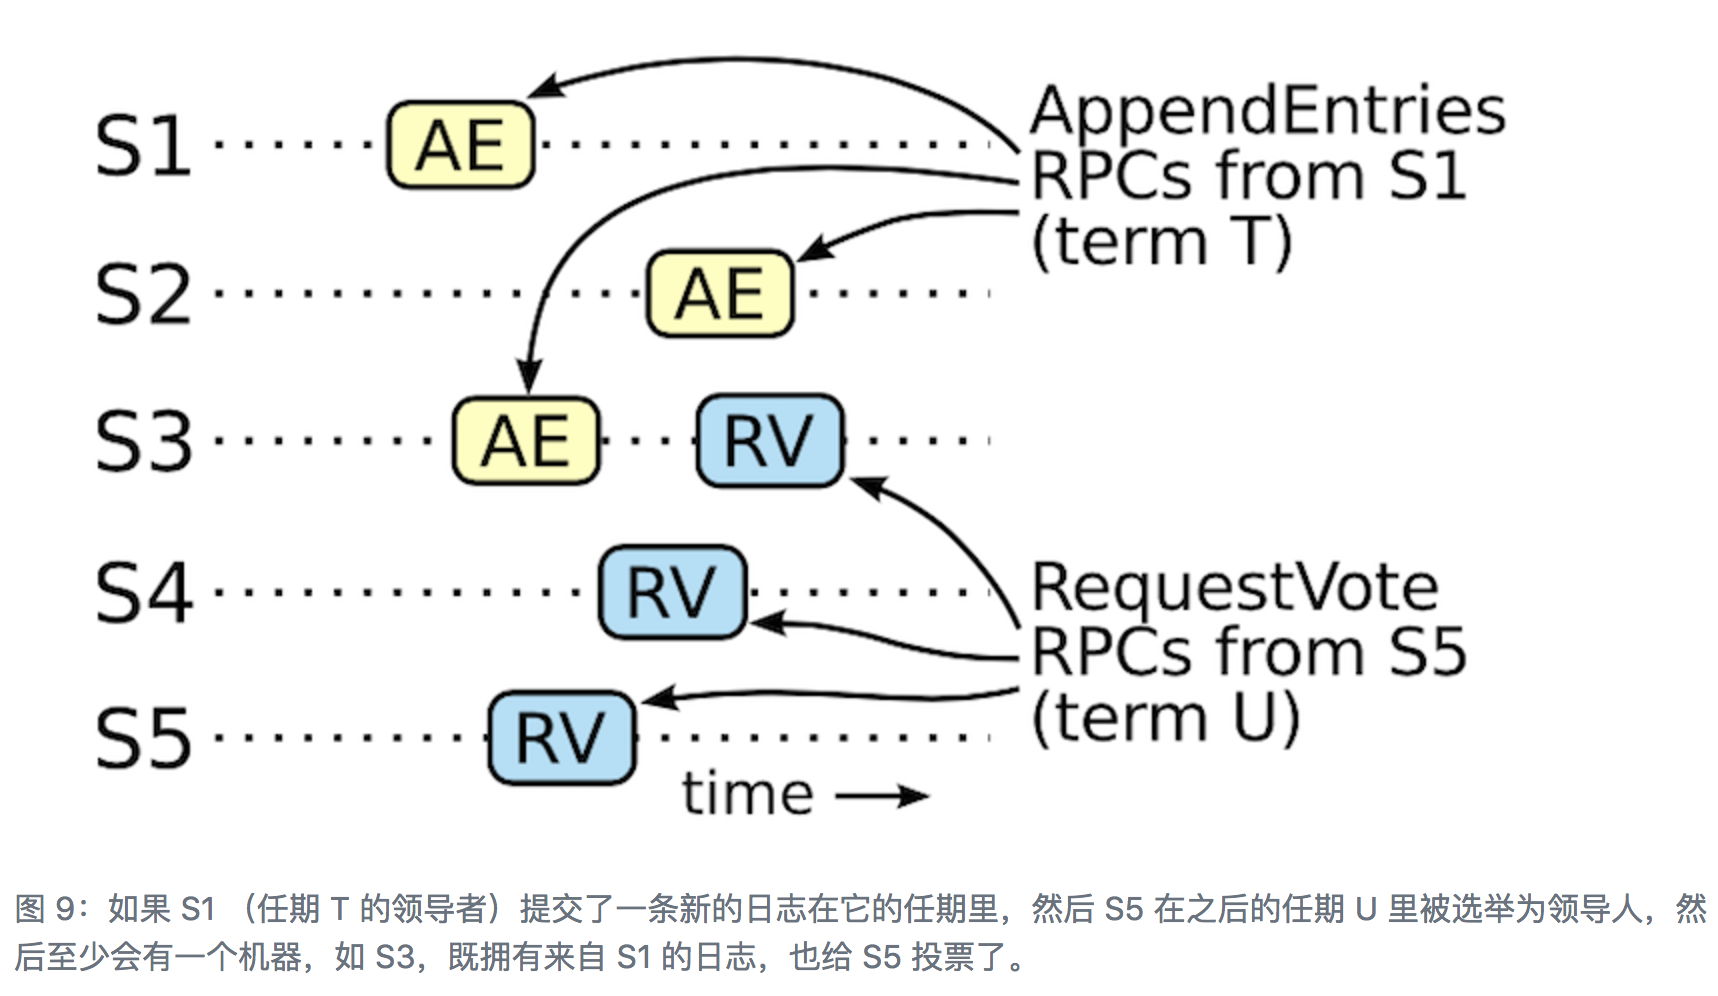 AppendEntries
S1 AE RPCs from S1
(term T)
S2 AE
S3 AE RV
S4 RV RequestVote
RPCs from S5
S5 RV (term U)
time
图 9：如果 S1 （任期 T 的领导者）提交了一条新的日志在它的任期里，然后 S5 在之后的任期 U 里被选举为领导人，然
后至少会有一个机器，如 S3，既拥有来自 S1 的日志，也给 S5 投票了。